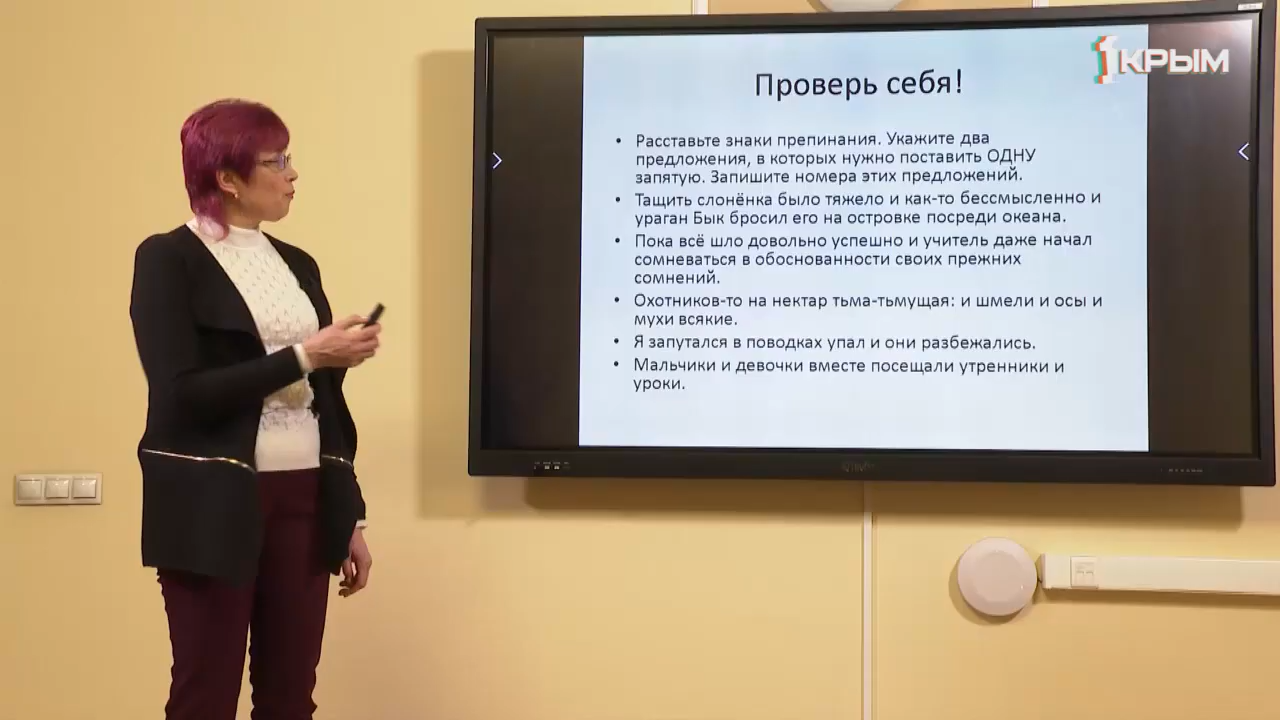 1КРЫМ
Проверь себя!
• Расставьте знаки препинания. Укажите два
предложения, в которых нужно поставить ОДНУ
запятую. Запишите номера этих предложений.
• Тащить слонёнка было тяжело и как-то бессмысленно и
ураган Бык бросил его на островке посреди океана.
• Пока всё шло довольно успешно и учитель даже начал
сомневаться в обоснованности своих прежних
сомнений.
• Охотников-то на нектар тьма-тьмущая: и шмели и осы и
мухи всякие.
• Я запутался в поводках упал и они разбежались.
• Мальчики и девочки вместе посещали утренники и
уроки.